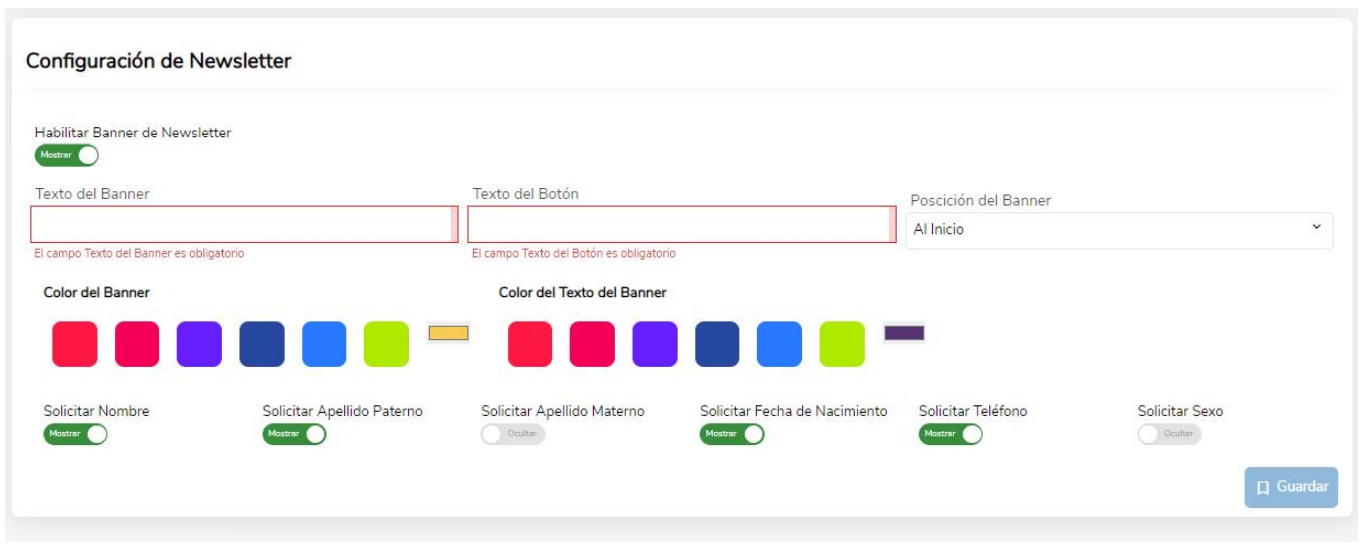 Configuración de Newsletter
Habilitar Banner de Newsletter
Mostrar
Texto del Banner Texto del Botón Poscición del Banner
Al Inicio
El campo Texto del Banner es obligatorio El campo Texto del Botón es obligatorio
Color del Banner Color del Texto del Banner
Solicitar Nombre Solicitar Apellido Paterno Solicitar Apellido Materno Solicitar Fecha de Nacimiento Solicitar Teléfono Solicitar Sexo
Mostrar Mostrar Ocultar Mostrar Mostrar Ocultar
Guardar